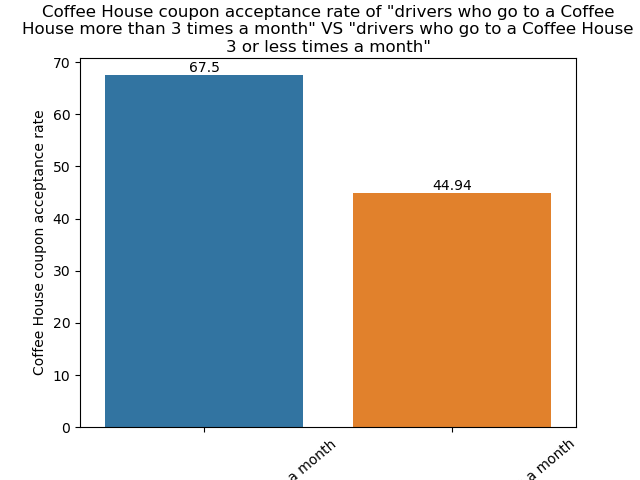 Coffee House coupon acceptance rate of "drivers who go to a Coffee
House more than 3 times a month" VS "drivers who go to a Coffee House
3 or less times a month"
70
60
50
40
30
20
10
0
Coffee House coupon acceptance rate
67.5
44.94
a month
a month